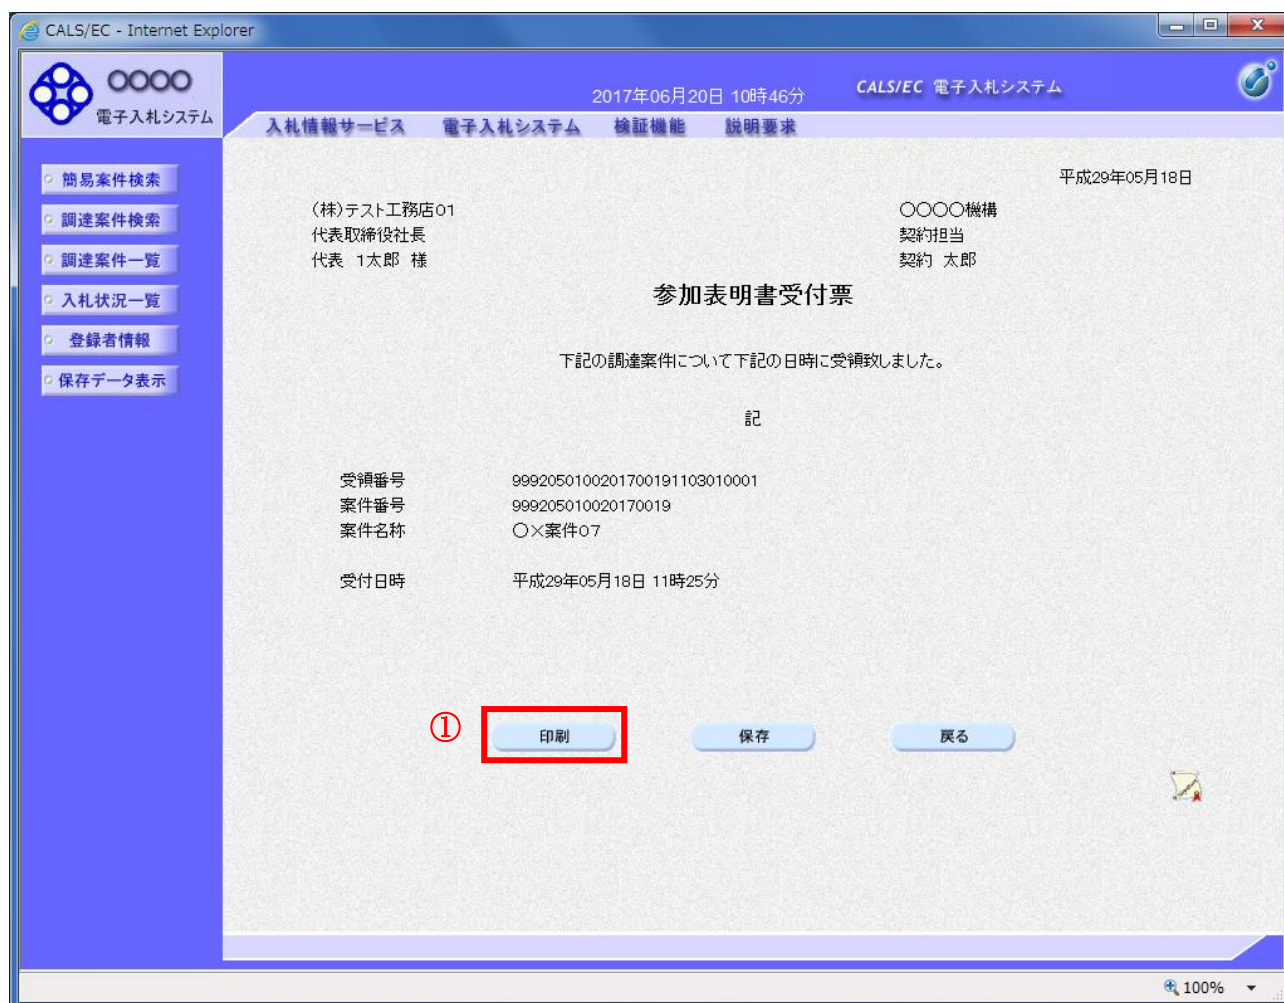 CALS/EC - Internet Explorer
〇〇〇〇
電子入札システム
2017年06月20日 10時46分
CALS/EC 電子入札システム
入札情報サービス 電子入札システム 検証機能 説明要求
簡易案件検索
調達案件検索
調達案件一覧
入札状況一覧
登録者情報
保存データ表示
平成29年05月18日
(株)テスト工務店01
代表取締役社長
代表 1太郎 様
〇〇〇〇機構
契約担当
契約 太郎
参加表明書受付票
下記の調達案件について下記の日時に受領致しました。
記
受領番号 9992050100201700191103010001
案件番号 999205010020170019
案件名称 〇×案件07
受付日時 平成29年05月18日 11時25分
① 印刷 保存 戻る
100%